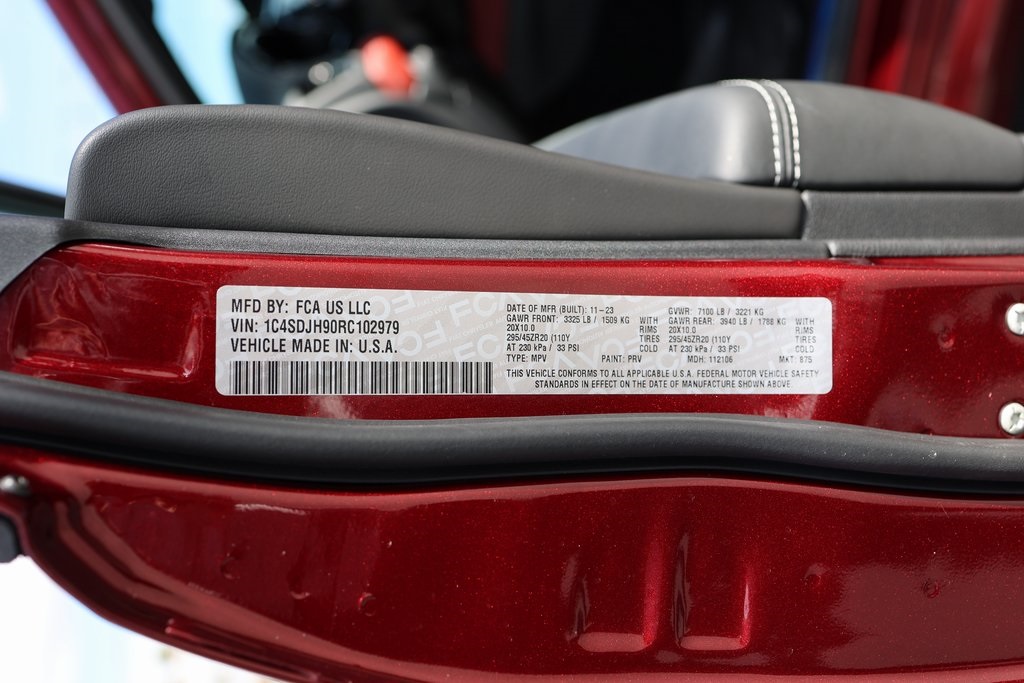 MFD BY: FCA US LLC
VIN: 1C4SDJH90RC102979
VEHICLE MADE IN: U.S.A.
DATE OF MFR (BUILT): 11-23 GVWR: 7100 LB / 3221 KG
GAWR FRONT: 3325 LB / 1509 KG WITH GAWR REAR: 3940 LB / 1788 KG WITH
20X10.0 RIMS 20X10.0 RIMS
295/45ZR20 (110Y TIRES 295/45ZR20 (110Y TIRES
AT 230 kPa / 33 PSI COLD AT 230 kPa / 33 PSI COLD
TYPE: MPV PAINT: PRV MDH: 112106 MKT: 875
THIS VEHICLE CONFORMS TO ALL APPLICABLE U.S.A. FEDERAL MOTOR VEHICLE SAFETY
STANDARDS IN EFFECT ON THE DATE OF MANUFACTURE SHOWN ABOVE.